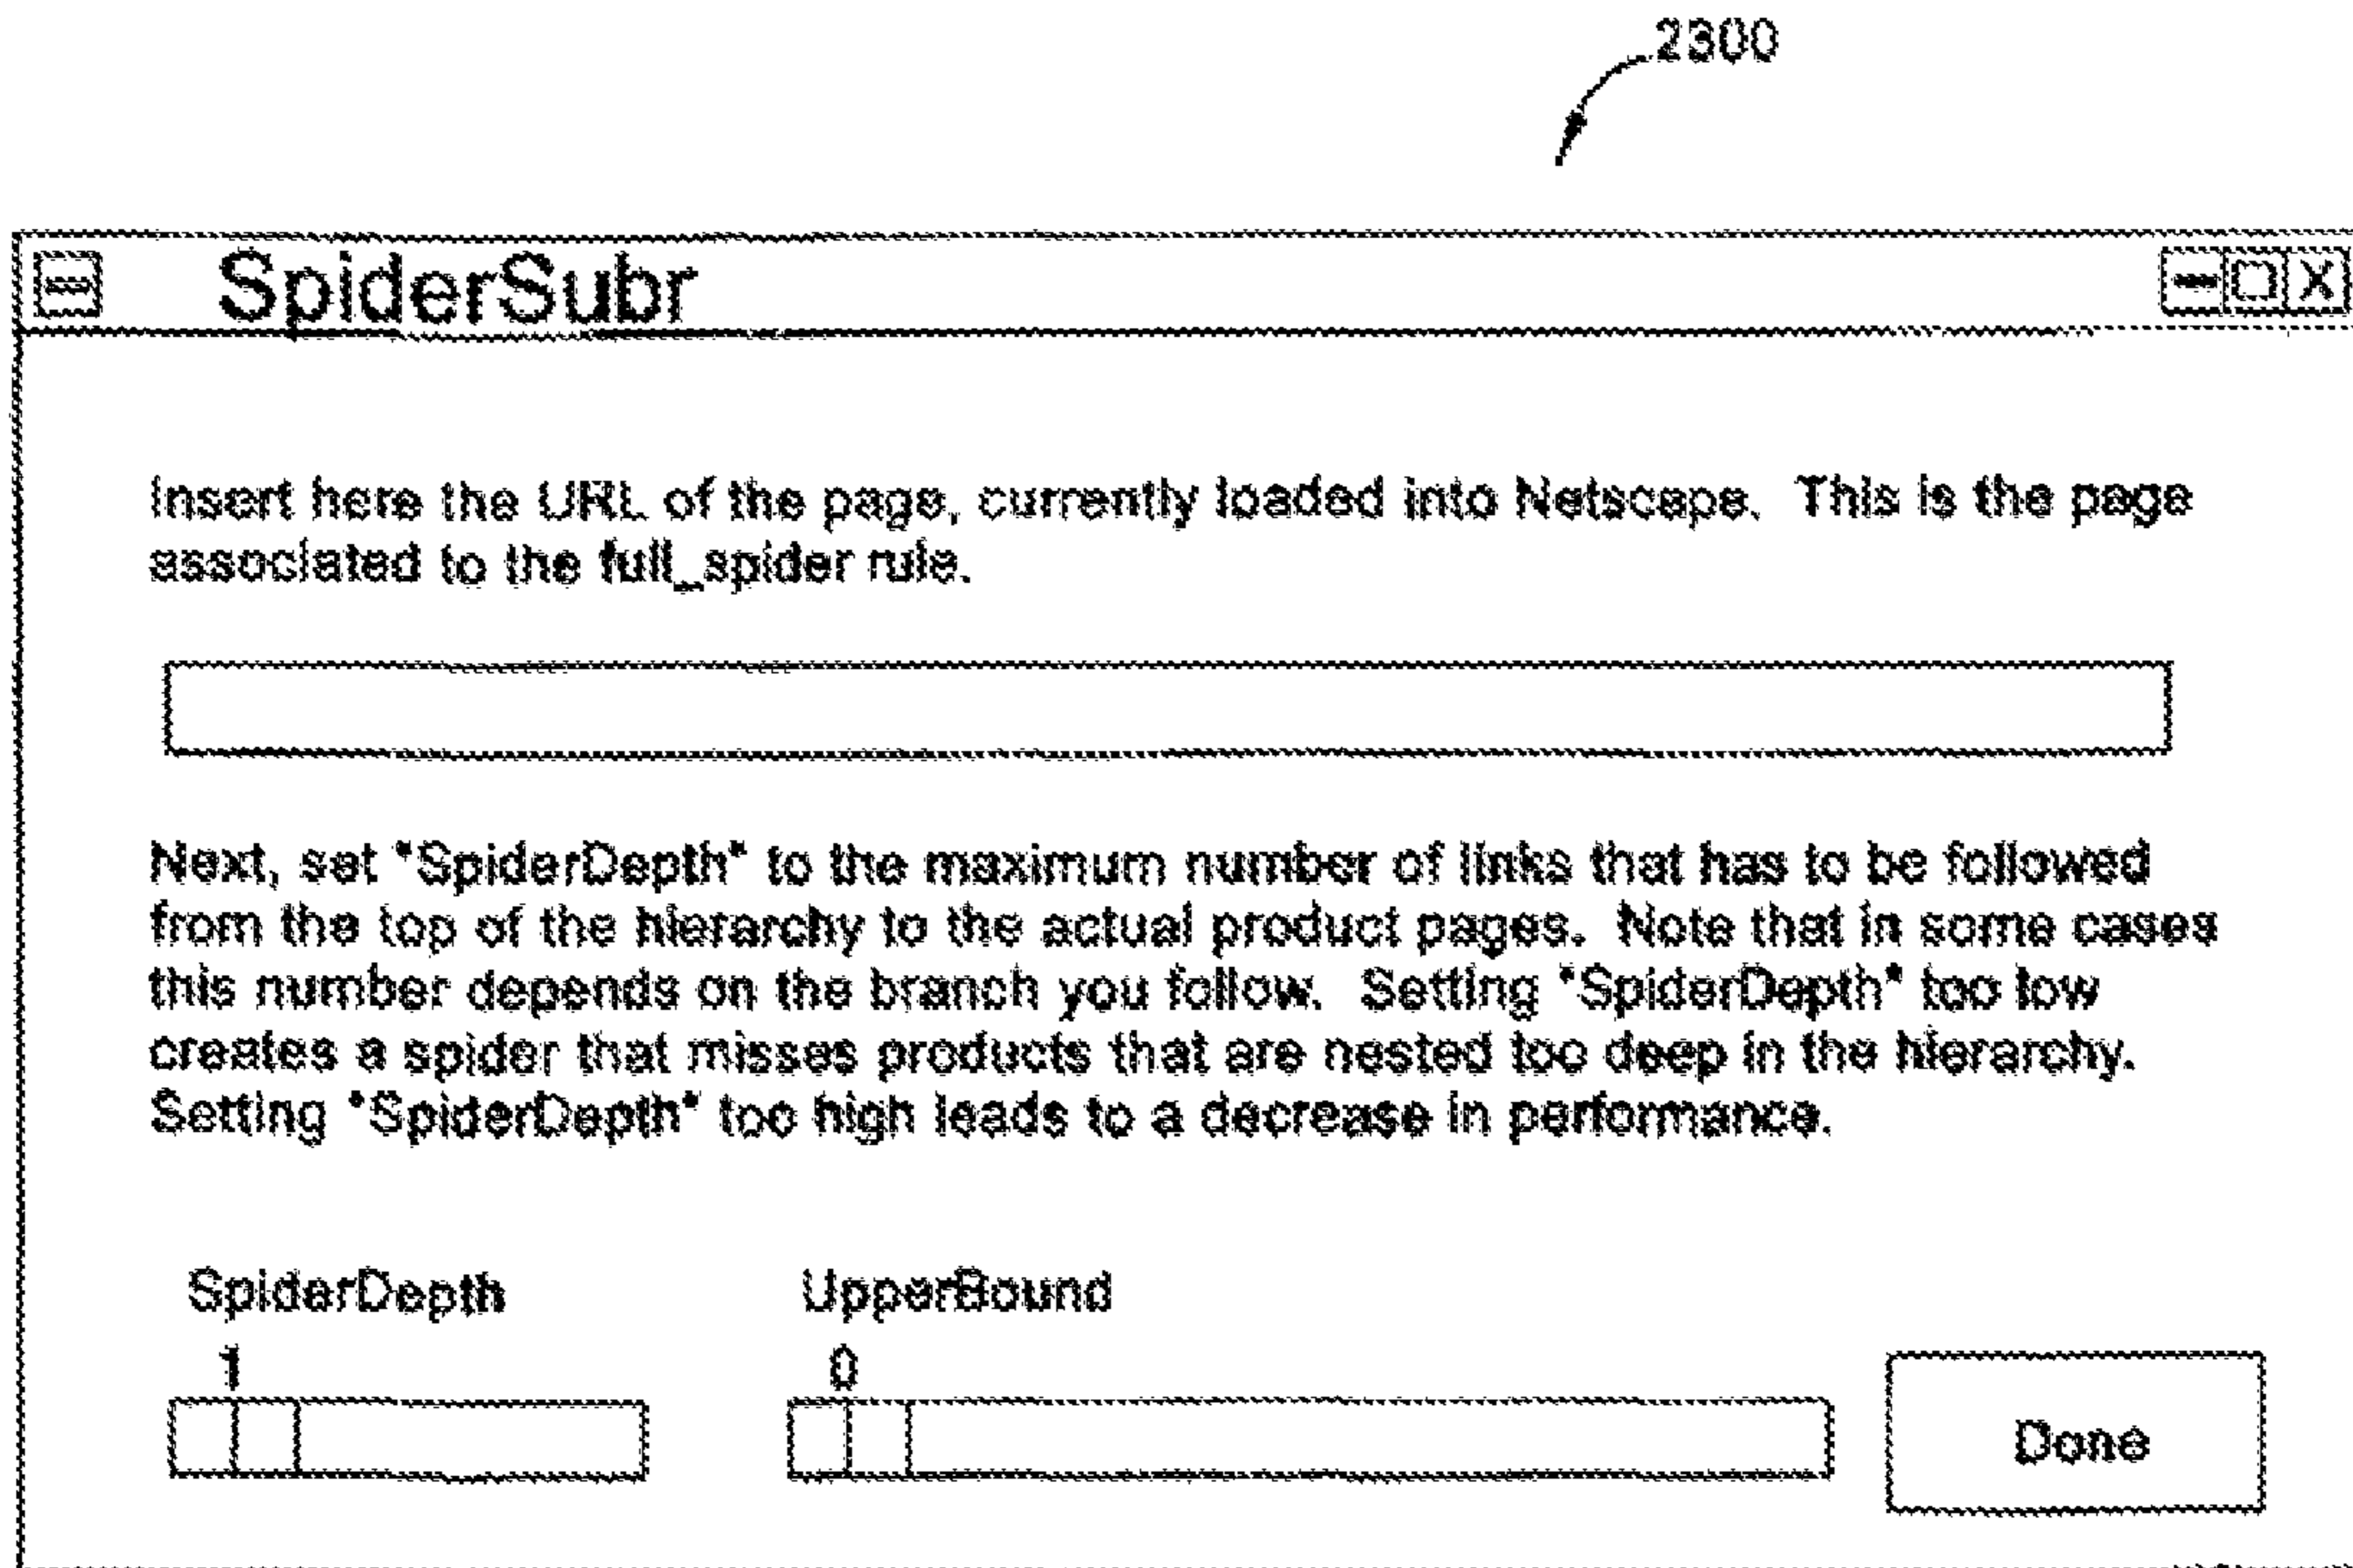 2300
SpiderSubr
Insert here the URL of the page, currently loaded into Netscape. This is the page
associated to the full_spider rule.
Next, set "SpiderDepth" to the maximum number of links that has to be followed
from the top of the hierarchy to the actual product pages. Note that in some cases
this number depends on the branch you follow. Setting "SpiderDepth" too low
creates a spider that misses products that are nested too deep in the hierarchy.
Setting "SpiderDepth" too high leads to a decrease in performance.
SpiderDepth UpperBound
1 0
Done